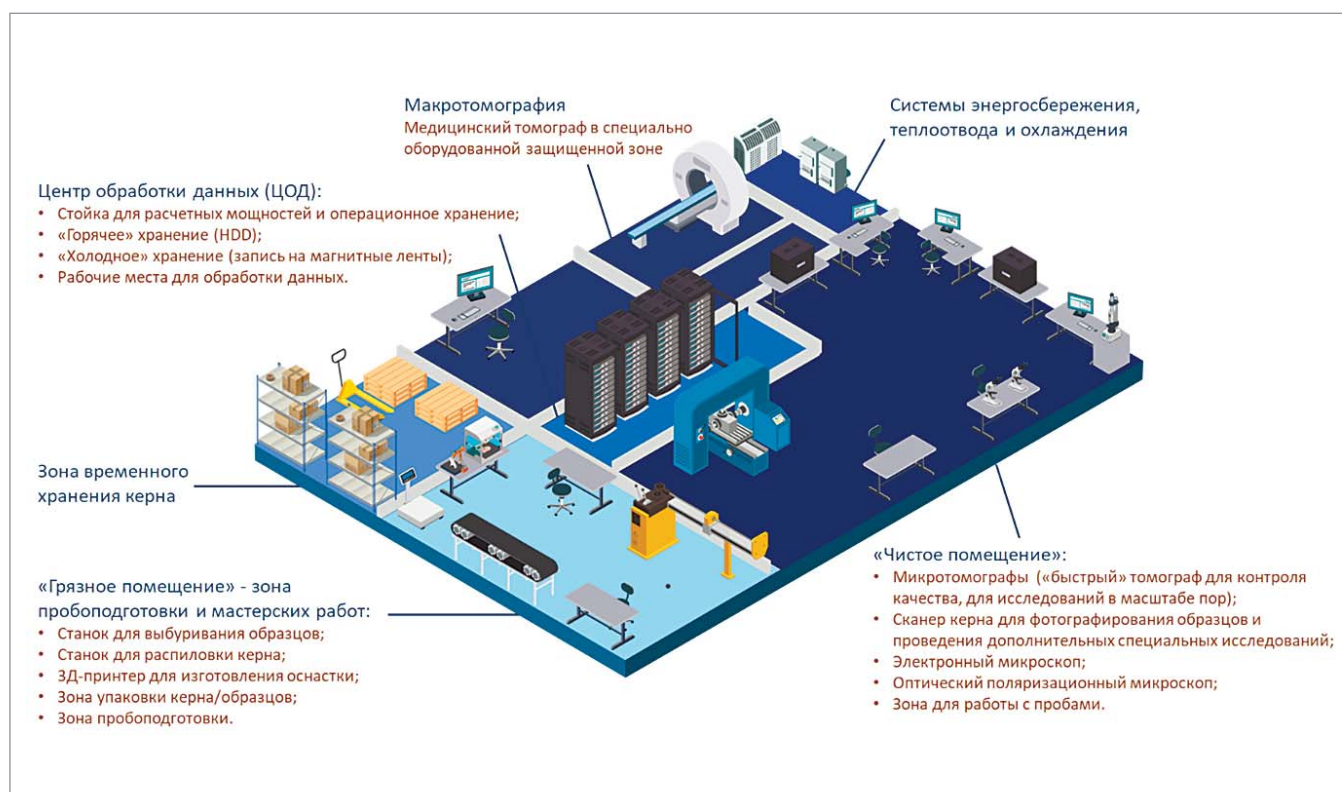 Макротомография
Медицинский томограф в специально
оборудованной защищенной зоне
Системы энергосбережения,
теплоотвода и охлаждения
Центр обработки данных (ЦОД):
• Стойка для расчетных мощностей и операционное хранение;
• «Горячее» хранение (HDD);
• «Холодное» хранение (запись на магнитные ленты);
• Рабочие места для обработки данных.
Зона временного
хранения керна
«Грязное помещение» - зона
пробоподготовки и мастерских работ:
• Станок для выбуривания образцов;
• Станок для распиловки керна;
• 3Д-принтер для изготовления оснастки;
• Зона упаковки керна/образцов;
• Зона пробоподготовки.
«Чистое помещение»:
• Микротомографы («быстрый» томограф для контроля
качества, для исследований в масштабе пор);
• Сканер керна для фотографирования образцов и
проведения дополнительных специальных исследований;
• Электронный микроскоп;
• Оптический поляризационный микроскоп;
• Зона для работы с пробами.